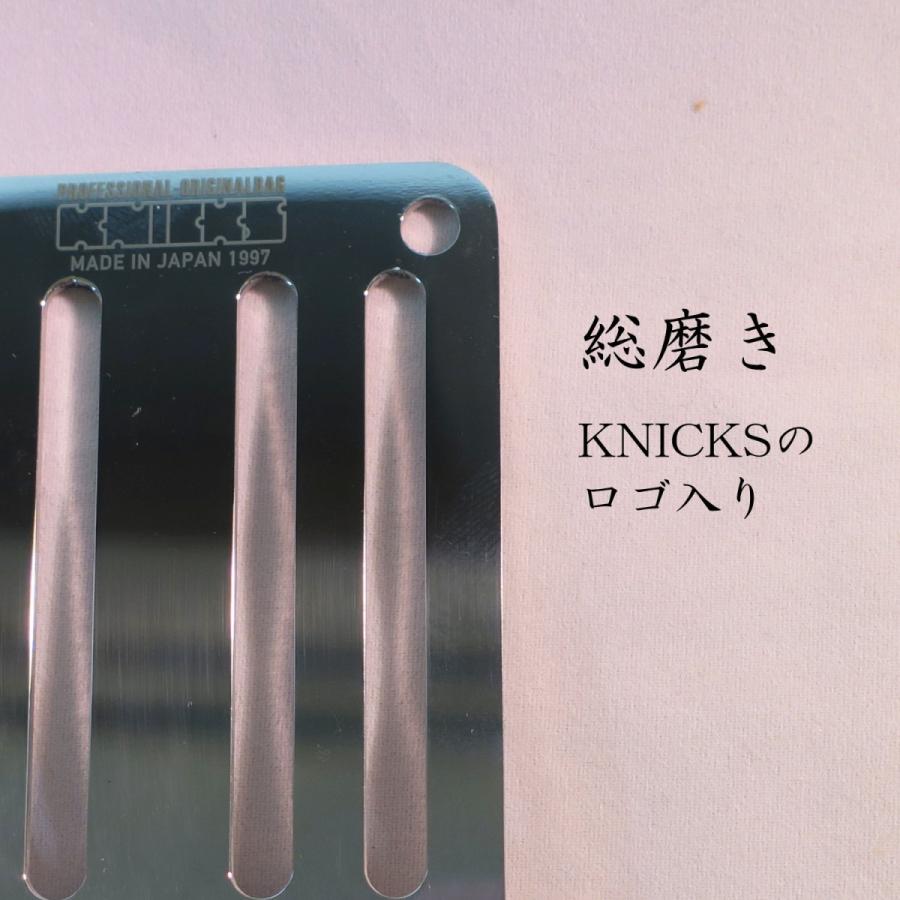 PROFESSIONAL-ORIGINALBAG
KNICKS
MADE IN JAPAN 1997
総磨き
KNICKSの
ロゴ入り